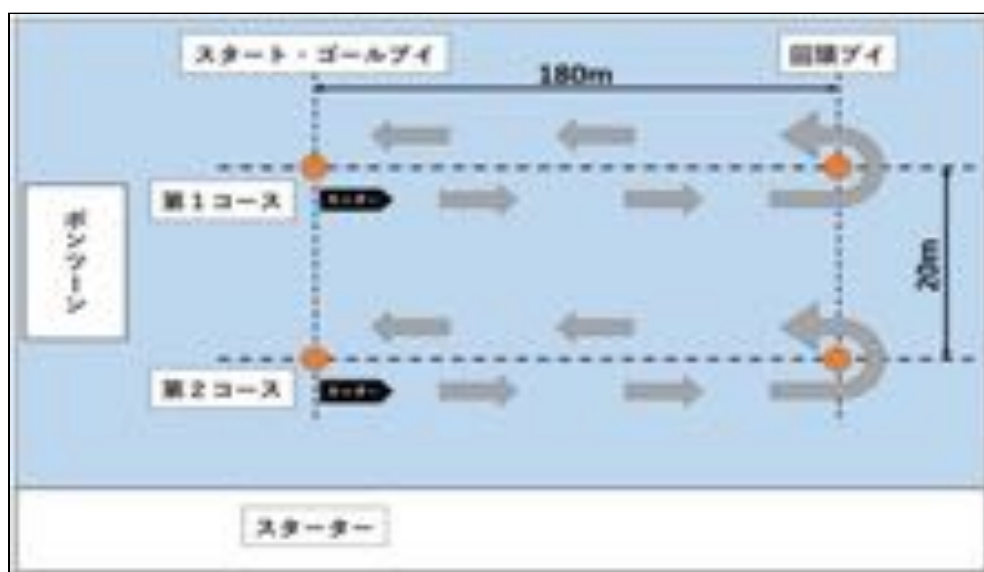 スタート・ゴールブイ
回頭ブイ
180m
第1コース
ポンツーン
20m
第2コース
スターター